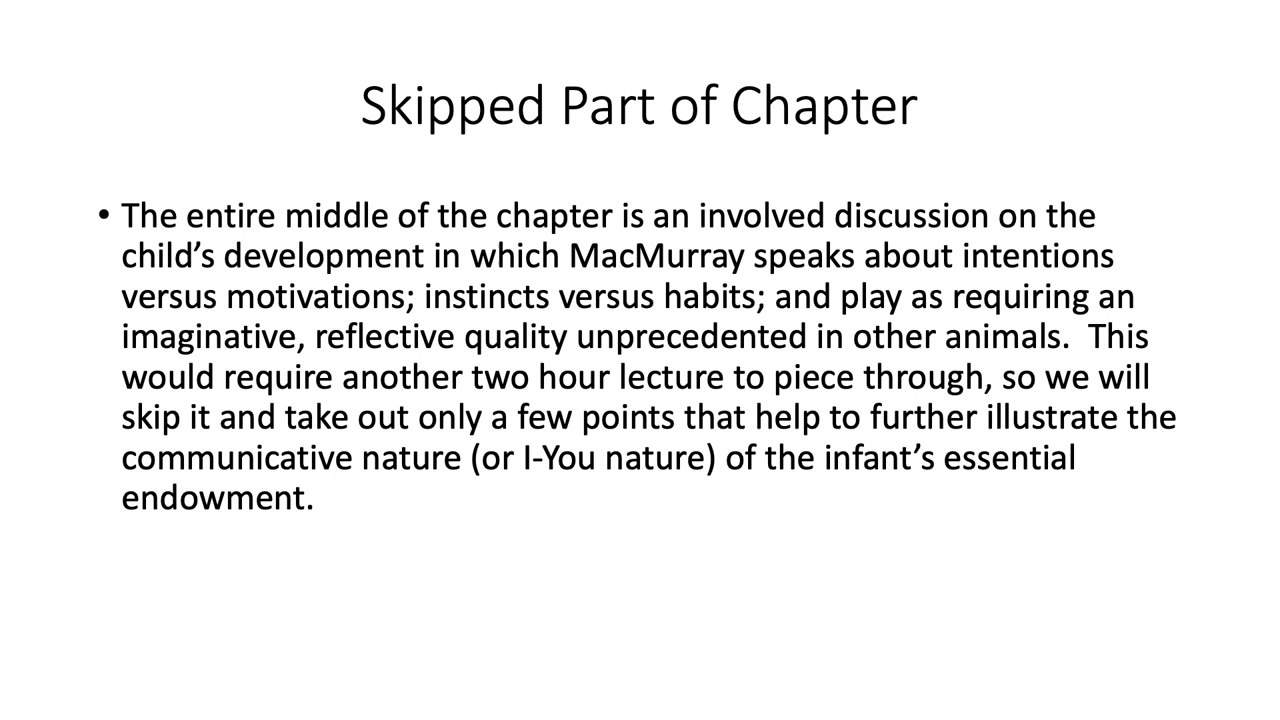 Skipped Part of Chapter
• The entire middle of the chapter is an involved discussion on the
child’s development in which MacMurray speaks about intentions
versus motivations; instincts versus habits; and play as requiring an
imaginative, reflective quality unprecedented in other animals.  This
would require another two hour lecture to piece through, so we will
skip it and take out only a few points that help to further illustrate the
communicative nature (or I-You nature) of the infant’s essential
endowment.